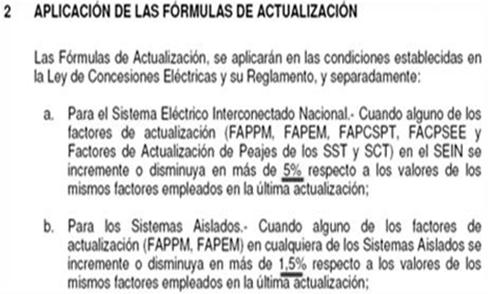 2 APLICACIÓN DE LAS FÓRMULAS DE ACTUALIZACIÓN
Las Fórmulas de Actualización, se aplicarán en las condiciones establecidas en
la Ley de Concesiones Eléctricas y su Reglamento, y separadamente:
a. Para el Sistema Eléctrico Interconectado Nacional.- Cuando alguno de los
factores de actualización (FAPPM, FAPEM, FAPCSPT, FACPSEE y
Factores de Actualización de Peajes de los SST y SCT) en el SEIN se
incremente o disminuya en más de 5% respecto a los valores de los
mismos factores empleados en la última actualización;
b. Para los Sistemas Aislados.- Cuando alguno de los factores de
actualización (FAPPM, FAPEM) en cualquiera de los Sistemas Aislados se
incremente o disminuya en más de 1,5% respecto a los valores de los
mismos factores empleados en la última actualización;